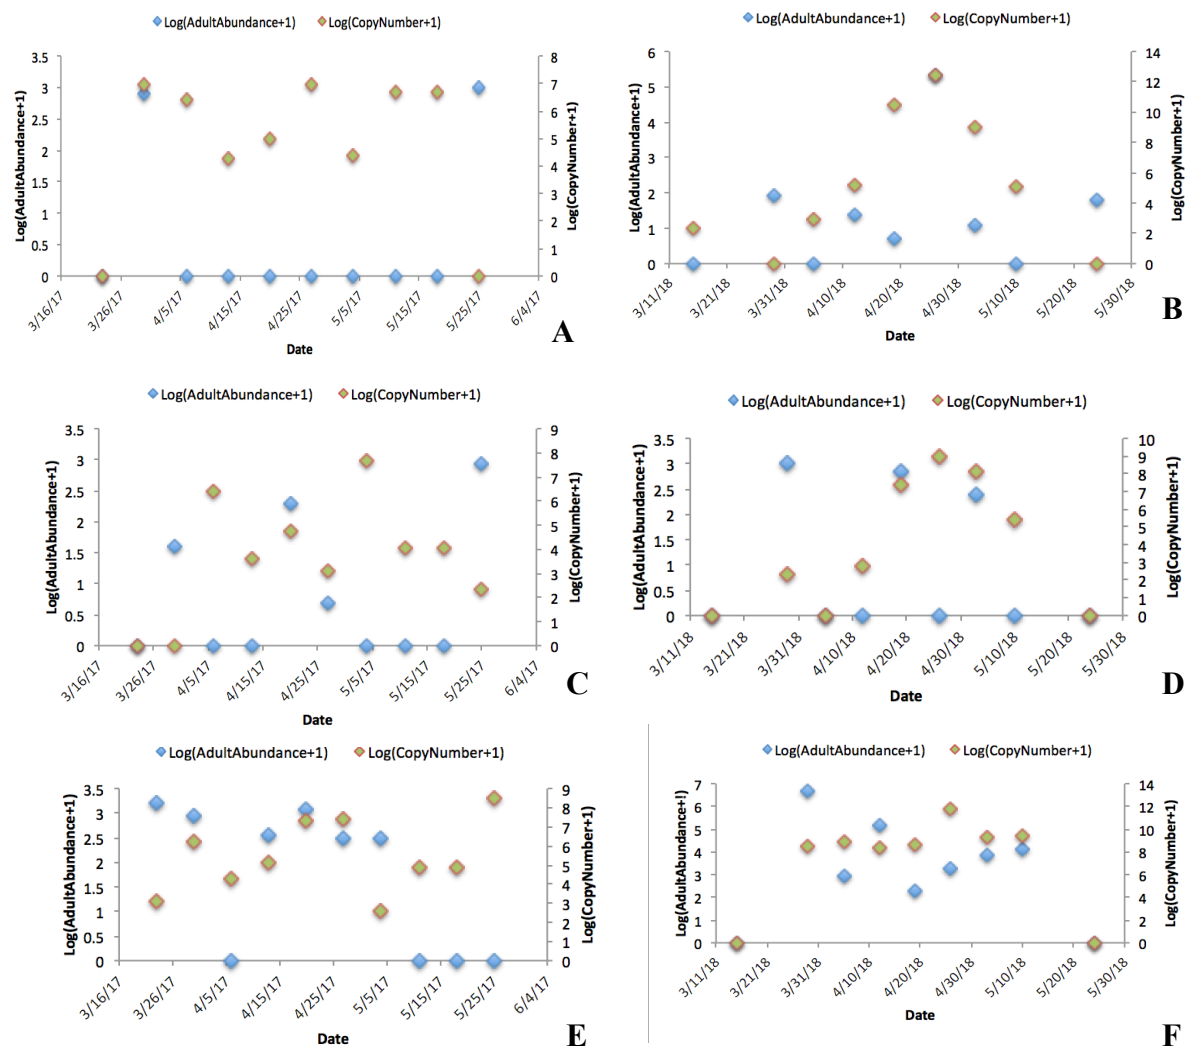 Log(AdultAbundance+1) Log(CopyNumber+1)
3.5
3
2.5
2
1.5
1
0.5
0
8
7
6
5
4
3
2
1
0
Log(AdultAbundance+1)
Log(CopyNumber+1)
3/16/17 3/26/17 4/5/17 4/15/17 4/25/17 5/5/17 5/15/17 5/25/17 6/4/17
Date
A
Log(AdultAbundance+1) Log(CopyNumber+1)
6
5
4
3
2
1
0
14
12
10
8
6
4
2
0
Log(AdultAbundance+1)
Log(CopyNumber+1)
3/11/18 3/21/18 3/31/18 4/10/18 4/20/18 4/30/18 5/10/18 5/20/18 5/30/18
Date
B
Log(AdultAbundance+1) Log(CopyNumber+1)
3.5
3
2.5
2
1.5
1
0.5
0
9
8
7
6
5
4
3
2
1
0
Log(AdultAbundance+1)
Log(CopyNumber+1)
3/16/17 3/26/17 4/5/17 4/15/17 4/25/17 5/5/17 5/15/17 5/25/17 6/4/17
Date
C
Log(AdultAbundance+1) Log(CopyNumber+1)
3.5
3
2.5
2
1.5
1
0.5
0
10
9
8
7
6
5
4
3
2
1
0
Log(AdultAbundance+1)
Log(CopyNumber+1)
3/11/18 3/21/18 3/31/18 4/10/18 4/20/18 4/30/18 5/10/18 5/20/18 5/30/18
Date
D
Log(AdultAbundance+1) Log(CopyNumber+1)
3.5
3
2.5
2
1.5
1
0.5
0
9
8
7
6
5
4
3
2
1
0
Log(AdultAbundance+1)
Log(CopyNumber+1)
3/16/17 3/26/17 4/5/17 4/15/17 4/25/17 5/5/17 5/15/17 5/25/17 6/4/17
Date
E
Log(AdultAbundance+1) Log(CopyNumber+1)
7
6
5
4
3
2
1
0
14
12
10
8
6
4
2
0
Log(AdultAbundance+!)
Log(CopyNumber+1)
3/11/18 3/21/18 3/31/18 4/10/18 4/20/18 4/30/18 5/10/18 5/20/18 5/30/18
Date
F